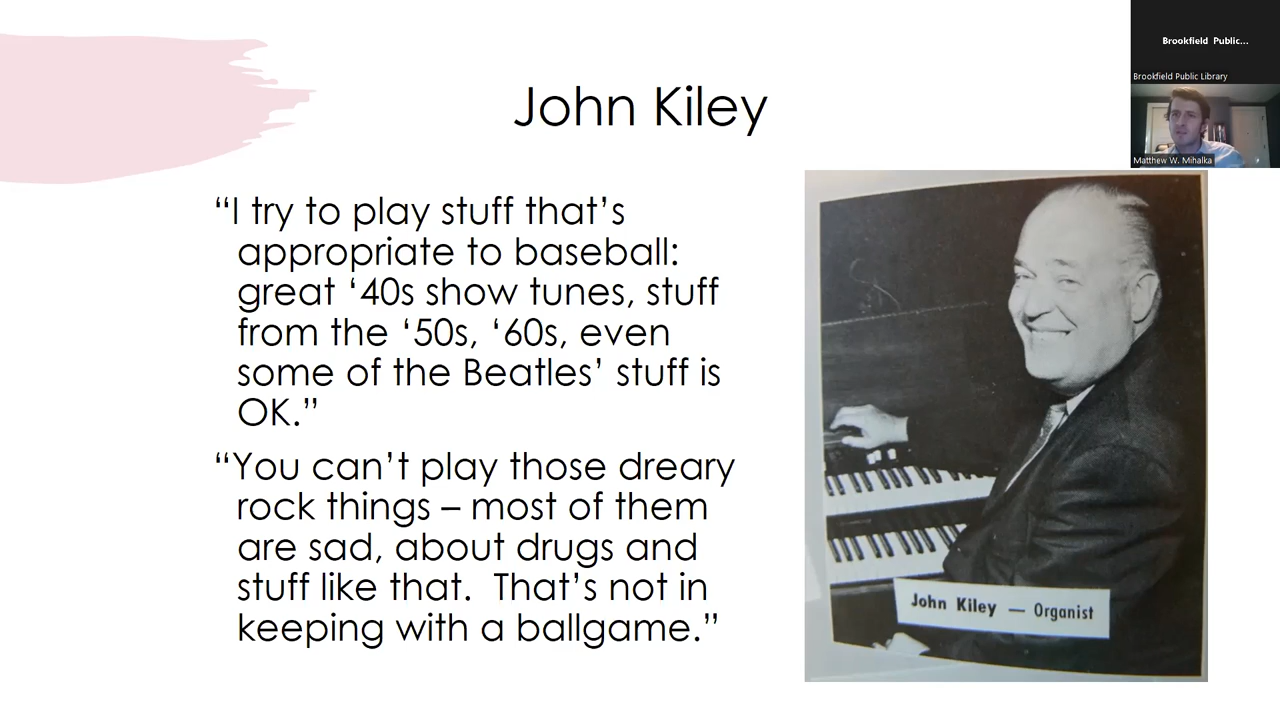 Brookfield Public...
Brookfield Public Library
Matthew W. Mihalka
John Kiley
“I try to play stuff that’s
appropriate to baseball:
great ‘40s show tunes, stuff
from the ‘50s, ‘60s, even
some of the Beatles’ stuff is
OK.”
“You can’t play those dreary
rock things – most of them
are sad, about drugs and
stuff like that.  That’s not in
keeping with a ballgame.”
John Kiley — Organist